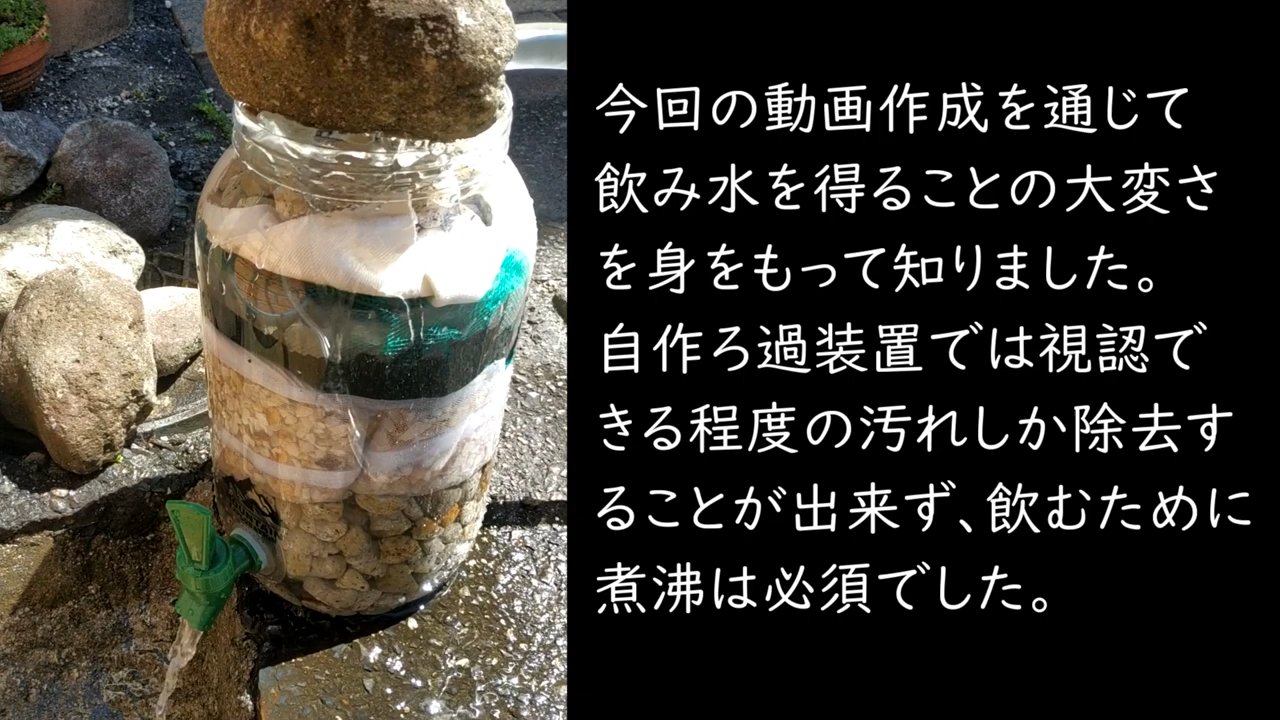 今回の動画作成を通じて
飲み水を得ることの大変さ
を身をもって知りました。
自作ろ過装置では視認で
きる程度の汚れしか除去す
ることが出来ず、飲むために
煮沸は必須でした。